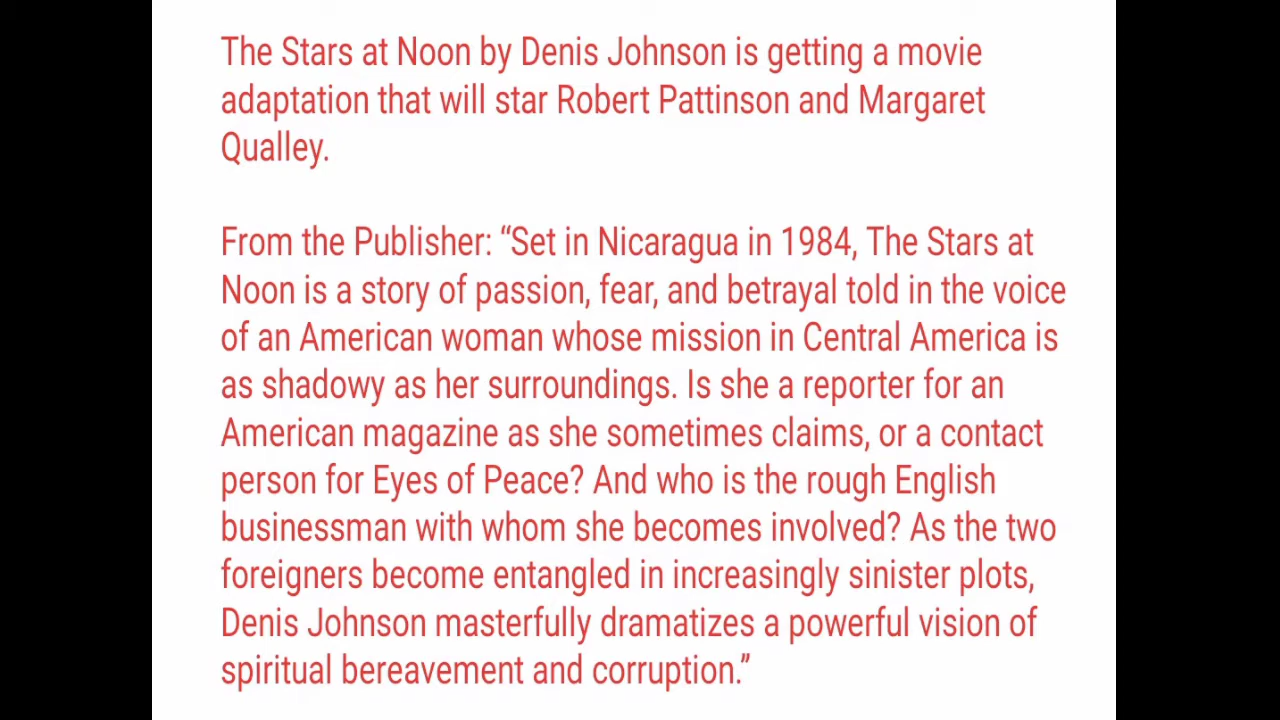 The Stars at Noon by Denis Johnson is getting a movie
adaptation that will star Robert Pattinson and Margaret
Qualley.
From the Publisher: “Set in Nicaragua in 1984, The Stars at
Noon is a story of passion, fear, and betrayal told in the voice
of an American woman whose mission in Central America is
as shadowy as her surroundings. Is she a reporter for an
American magazine as she sometimes claims, or a contact
person for Eyes of Peace? And who is the rough English
businessman with whom she becomes involved? As the two
foreigners become entangled in increasingly sinister plots,
Denis Johnson masterfully dramatizes a powerful vision of
spiritual bereavement and corruption.”